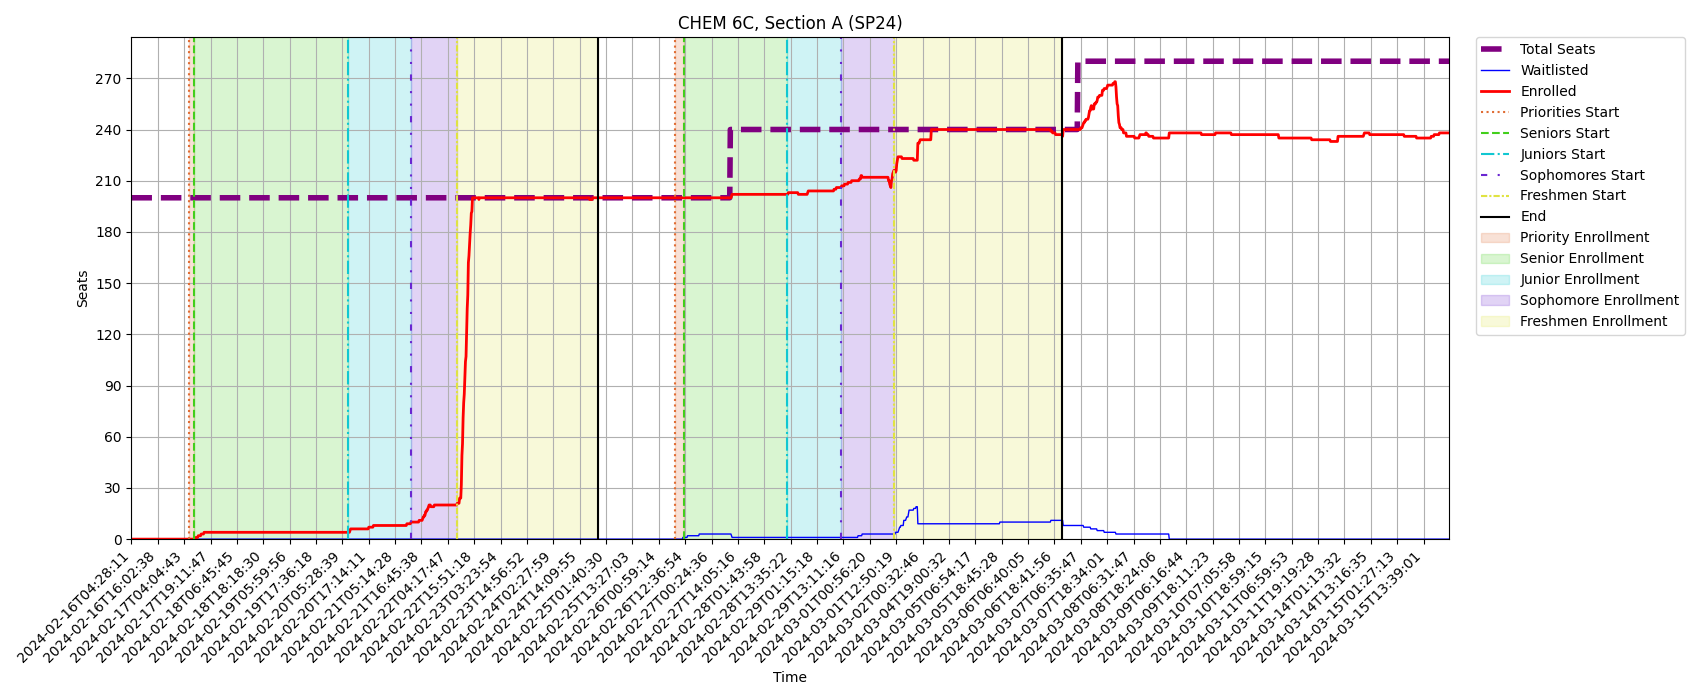 CHEM 6C, Section A (SP24)
Seats
270
240
210
180
150
120
90
60
30
0
2024-02-16T04:28:11
2024-02-16T16:02:38
2024-02-17T04:04:43
2024-02-17T19:11:47
2024-02-18T06:45:45
2024-02-18T18:18:30
2024-02-19T05:59:56
2024-02-19T17:36:18
2024-02-20T05:28:39
2024-02-20T17:14:11
2024-02-21T05:14:28
2024-02-21T16:45:38
2024-02-22T04:17:47
2024-02-22T15:51:18
2024-02-23T03:23:54
2024-02-23T14:56:52
2024-02-24T02:27:59
2024-02-24T14:09:55
2024-02-25T01:40:30
2024-02-25T13:27:03
2024-02-26T00:59:14
2024-02-26T12:36:54
2024-02-27T00:24:36
2024-02-27T14:05:16
2024-02-28T01:43:58
2024-02-28T13:35:22
2024-02-29T01:15:18
2024-02-29T13:11:16
2024-03-01T00:56:20
2024-03-01T12:50:19
2024-03-02T00:32:46
2024-03-04T19:00:32
2024-03-05T06:54:17
2024-03-05T18:45:28
2024-03-06T06:40:05
2024-03-06T18:41:56
2024-03-07T06:35:47
2024-03-07T18:34:01
2024-03-08T06:31:47
2024-03-08T18:24:06
2024-03-09T06:16:44
2024-03-09T18:11:23
2024-03-10T07:05:58
2024-03-10T18:59:15
2024-03-11T06:59:53
2024-03-11T19:19:28
2024-03-14T01:13:32
2024-03-14T13:16:35
2024-03-15T01:27:13
2024-03-15T13:39:01
Time
Total Seats
Waitlisted
Enrolled
Priorities Start
Seniors Start
Juniors Start
Sophomores Start
Freshmen Start
End
Priority Enrollment
Senior Enrollment
Junior Enrollment
Sophomore Enrollment
Freshmen Enrollment